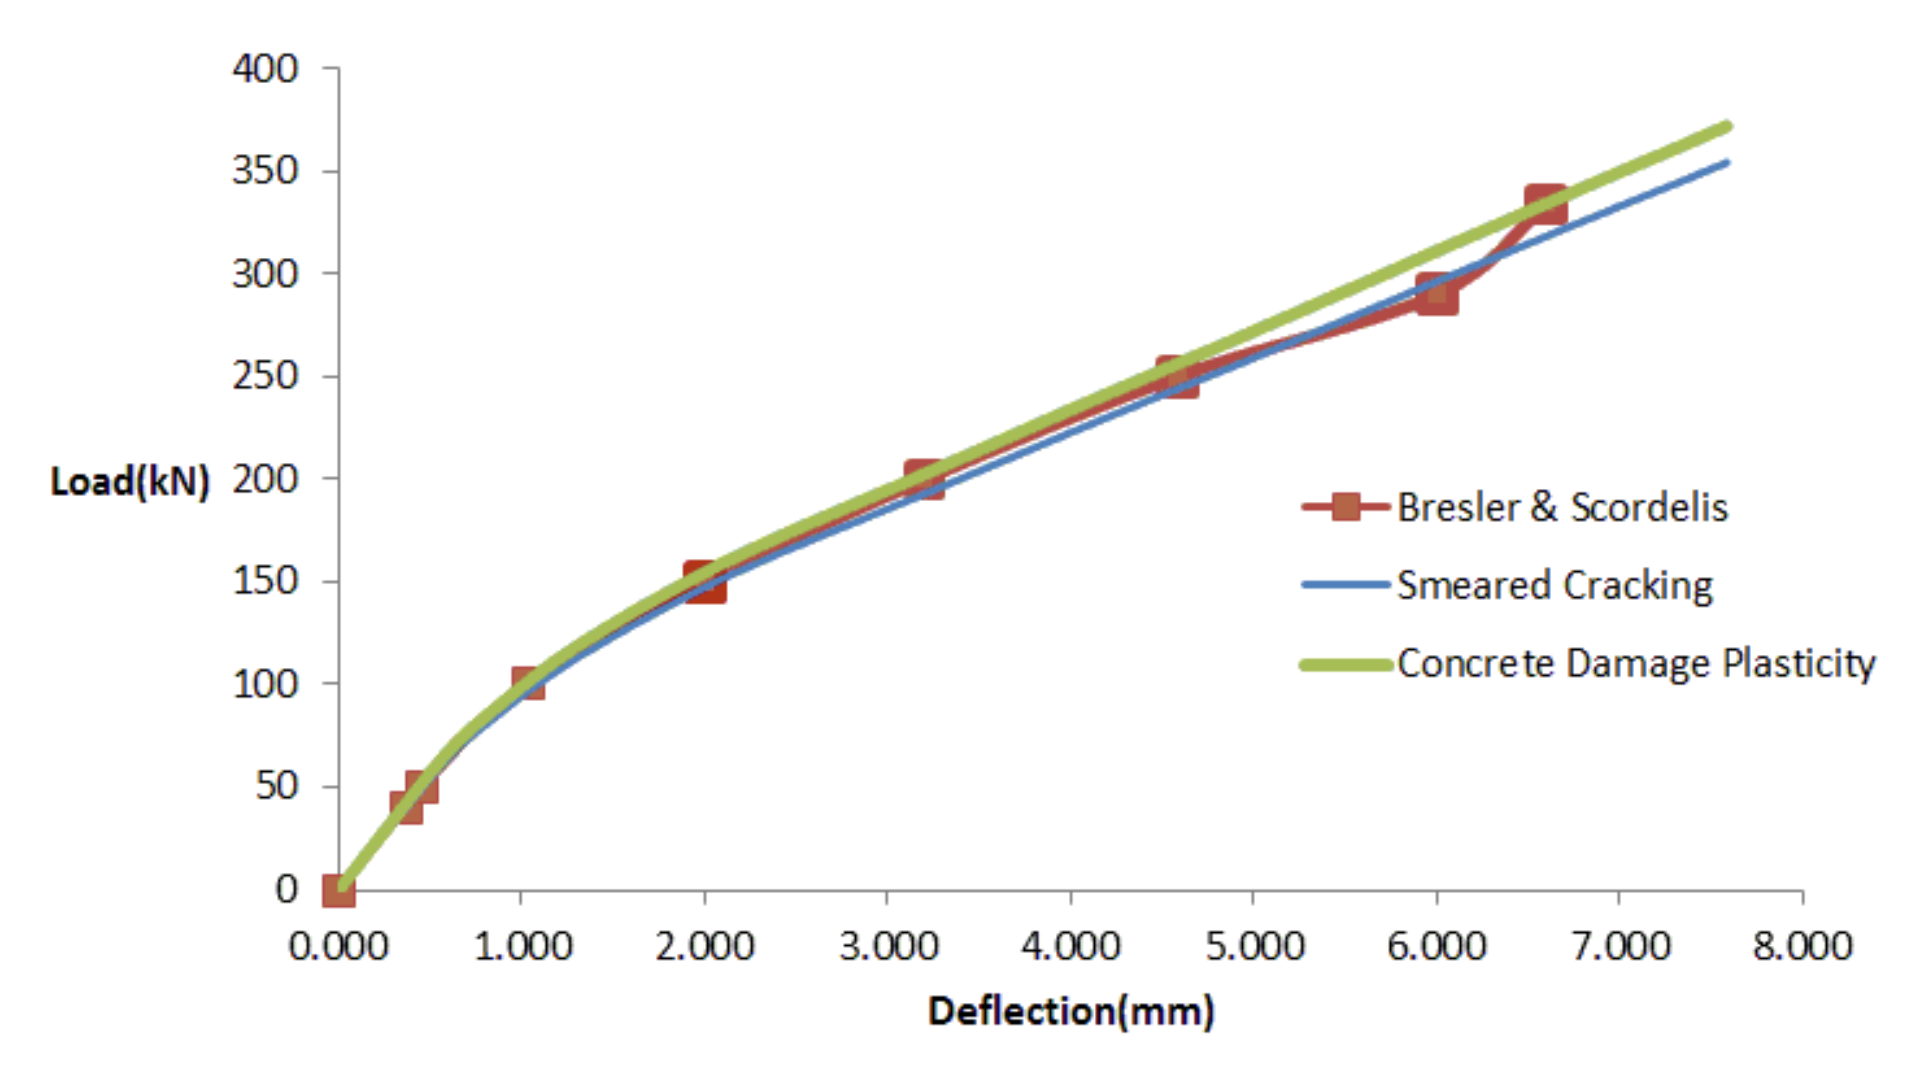 400
350
300
250
Load(kN) 200
150
100
50
0
0.000 1.000 2.000 3.000 4.000 5.000 6.000 7.000 8.000
Deflection(mm)
Bresler & Scordelis
Smeared Cracking
Concrete Damage Plasticity